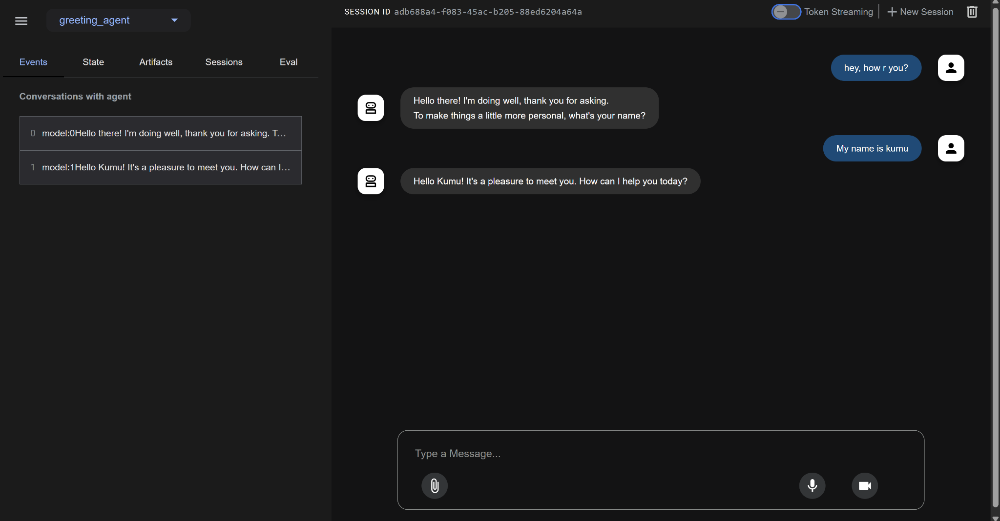 greeting_agent
Events State Artifacts Sessions Eval
Conversations with agent
0 model:0Hello there! I'm doing well, thank you for asking. T...
1 model:1Hello Kumu! It's a pleasure to meet you. How can I...
SESSION ID adb688a4-f083-45ac-b205-88ed6204a64a
Token Streaming
New Session
hey, how r you?
Hello there! I'm doing well, thank you for asking.
To make things a little more personal, what's your name?
My name is kumu
Hello Kumu! It's a pleasure to meet you. How can I help you today?
Type a Message...